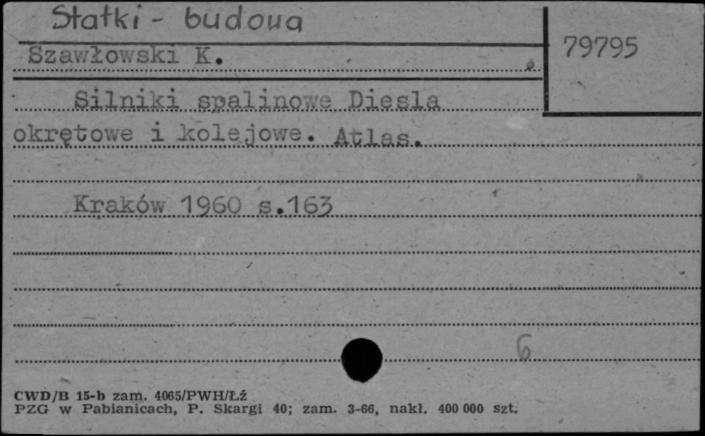 Statki - budowa
Szawłowski K.
79795
Silniki spalinowe Diesla
okrętowe i kolejowe. Atlas.
Kraków 1960 s.163
6
CWD/B 15-b zam. 4065/PWH/Łź
PZG w Pabianicach, P. Skargi 40; zam. 3-66, nakł. 400 000 szt.